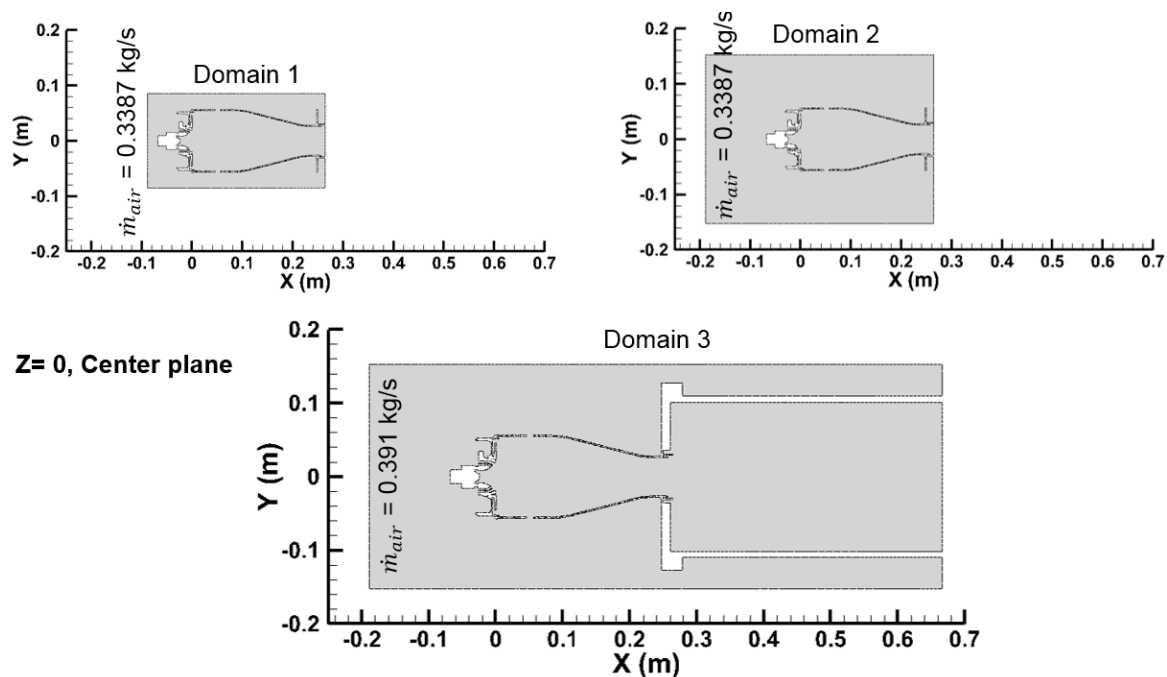 Domain 1
0.2
0.1
0
-0.1
-0.2
Y (m)
ṁair = 0.3387 kg/s
-0.2 -0.1 0 0.1 0.2 0.3 0.4 0.5 0.6 0.7
X (m)
Domain 2
0.2
0.1
0
-0.1
-0.2
Y (m)
ṁair = 0.3387 kg/s
-0.2 -0.1 0 0.1 0.2 0.3 0.4 0.5 0.6 0.7
X (m)
Z= 0, Center plane
Domain 3
0.2
0.1
0
-0.1
-0.2
Y (m)
ṁair = 0.391 kg/s
-0.2 -0.1 0 0.1 0.2 0.3 0.4 0.5 0.6 0.7
X (m)